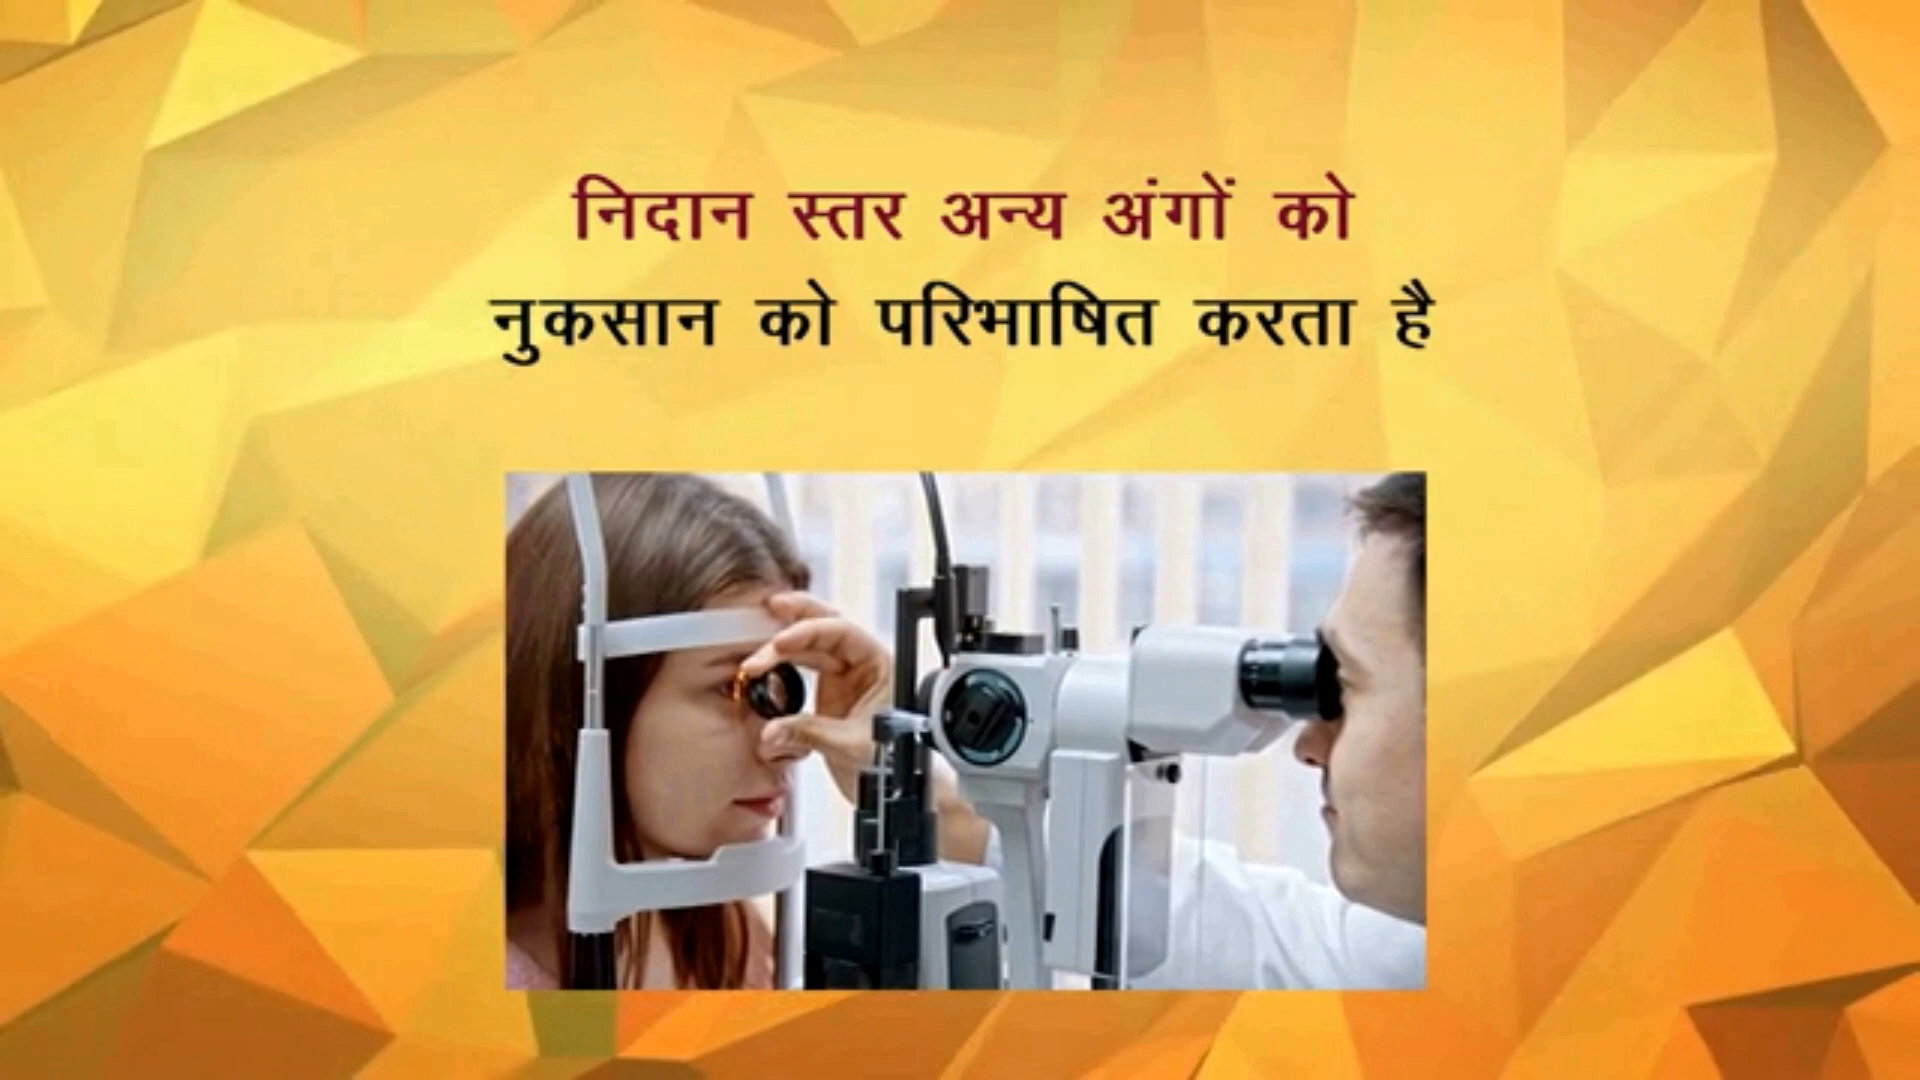 निदान स्तर अन्य अंगों को
नुकसान को परिभाषित करता है